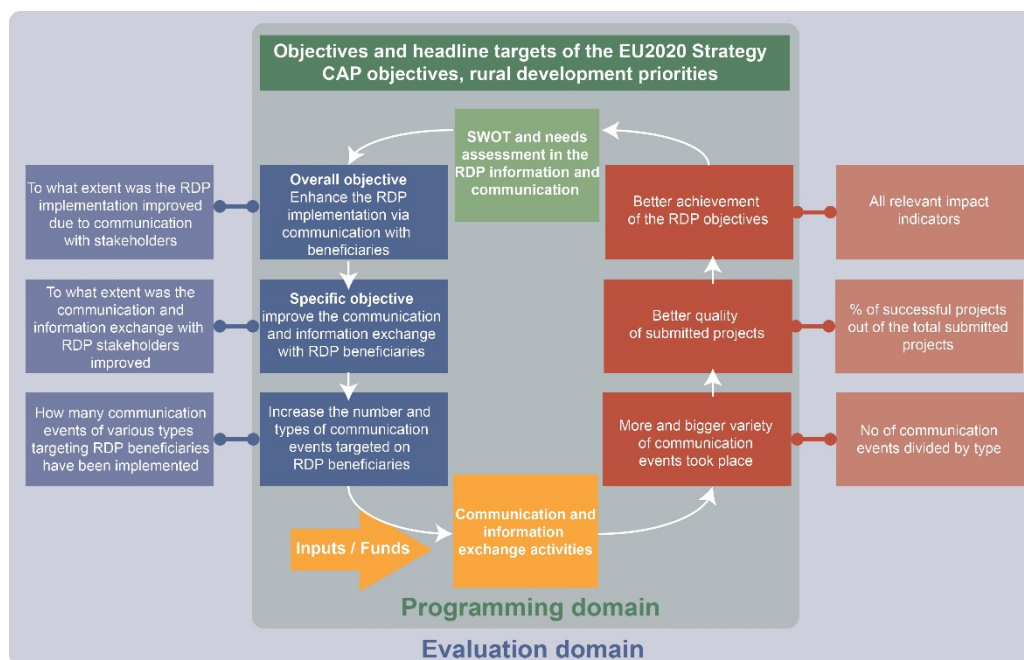 Objectives and headline targets of the EU2020 Strategy
CAP objectives, rural development priorities
SWOT and needs
assessment in the
RDP information and
communication
To what extent was the RDP
implementation improved
due to communication
with stakeholders
Overall objective
Enhance the RDP
implementation via
communication with
beneficiaries
Better achievement
of the RDP objectives
All relevant impact
indicators
To what extent was the
communication and
information exchange with
RDP stakeholders
improved
Specific objective
improve the communication
and information exchange
with RDP beneficiaries
Better quality
of submitted projects
% of successful projects
out of the total submitted
projects
How many communication
events of various types
targeting RDP beneficiaries
have been implemented
Increase the number and
types of communication
events targeted on
RDP beneficiaries
More and bigger variety
of communication
events took place
No of communication
events divided by type
Inputs / Funds
Communication and
information
exchange activities
Programming domain
Evaluation domain